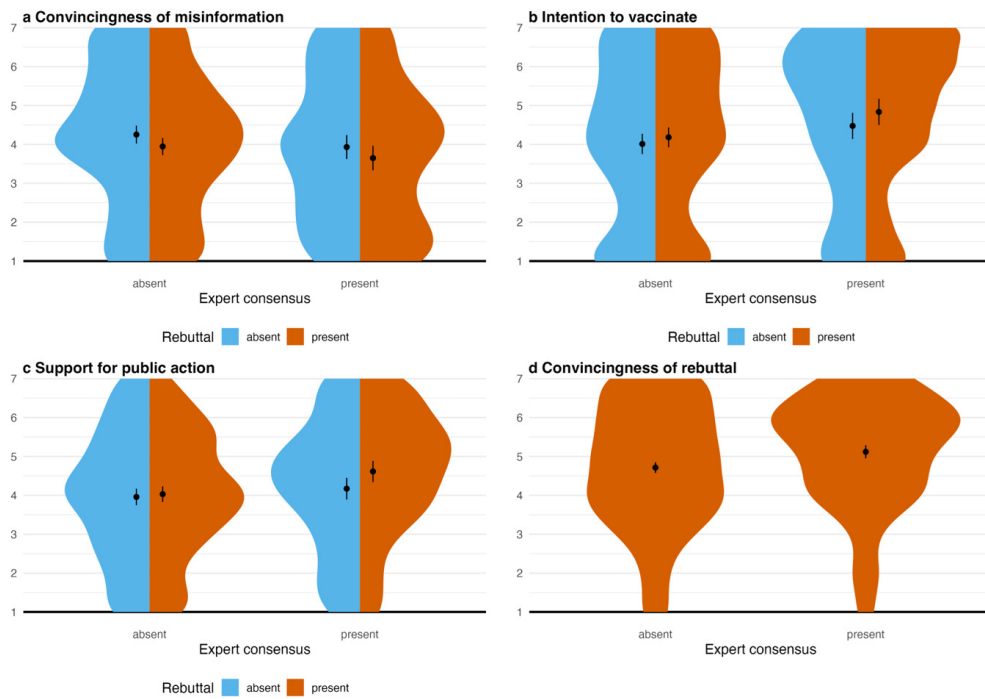 a Convincingness of misinformation
7
6
5
4
3
2
1
absent present
Expert consensus
Rebuttal absent present
b Intention to vaccinate
7
6
5
4
3
2
1
absent present
Expert consensus
Rebuttal absent present
c Support for public action
7
6
5
4
3
2
1
absent present
Expert consensus
Rebuttal absent present
d Convincingness of rebuttal
7
6
5
4
3
2
1
absent present
Expert consensus